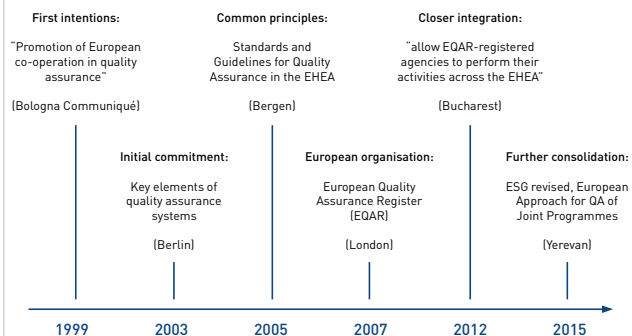 First intentions:
“Promotion of European
co-operation in quality
assurance”
(Bologna Communiqué)
Common principles:
Standards and
Guidelines for Quality
Assurance in the EHEA
(Bergen)
Closer integration:
“allow EQAR-registered
agencies to perform their
activities across the EHEA”
(Bucharest)
Initial commitment:
Key elements of
quality assurance
systems
(Berlin)
European organisation:
European Quality
Assurance Register
(EQAR)
(London)
Further consolidation:
ESG revised, European
Approach for QA of
Joint Programmes
(Yerevan)
1999 2003 2005 2007 2012 2015